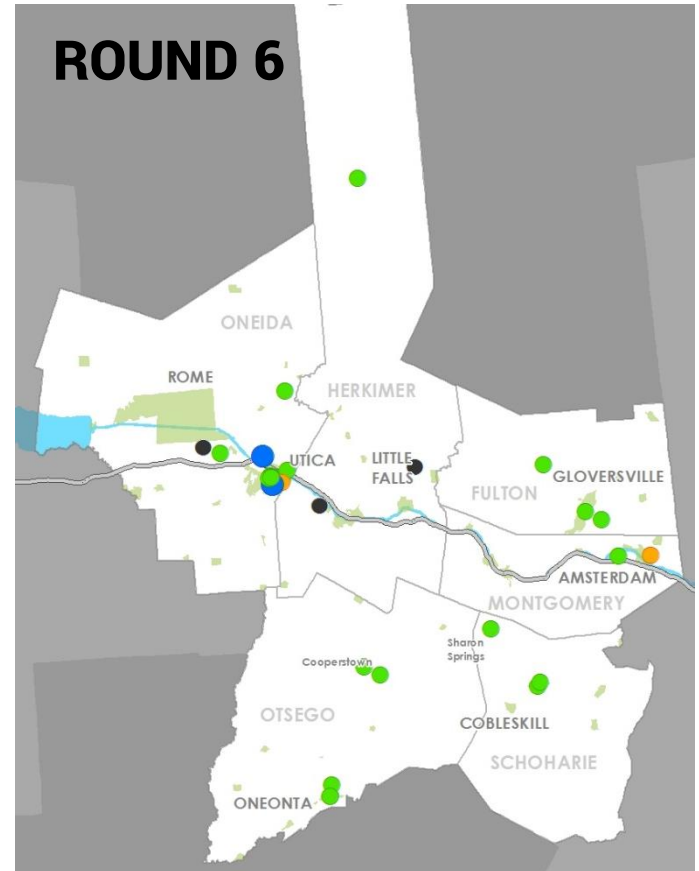 ROUND 6
ONEIDA
ROME
HERKIMER
UTICA
LITTLE
FALLS
GLOVERSVILLE
FULTON
AMSTERDAM
MONTGOMERY
Sharon
Springs
Cooperstown
OTSEGO
COBLESKILL
SCHOHARIE
ONEONTA